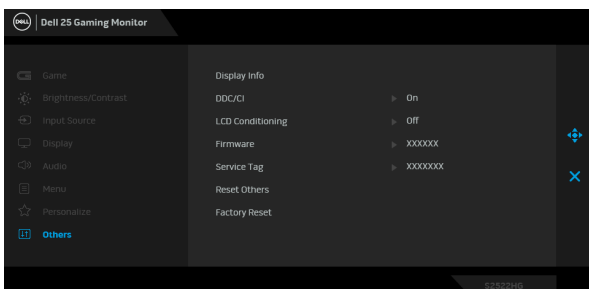 DELL Dell 25 Gaming Monitor
Game
Brightness/Contrast
Input Source
Display
Audio
Menu
Personalize
Others
Display Info
DDC/CI On
LCD Conditioning Off
Firmware XXXXXX
Service Tag XXXXXXX
Reset Others
Factory Reset
S2522HG